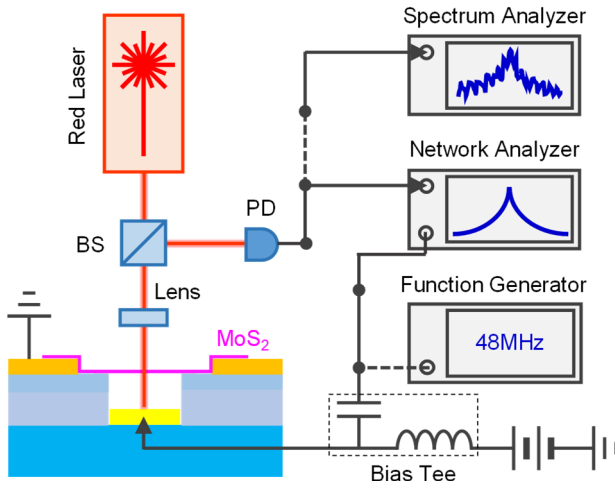 Spectrum Analyzer
Red Laser
Network Analyzer
PD
BS
Lens
Function Generator
48MHz
MoS₂
Bias Tee